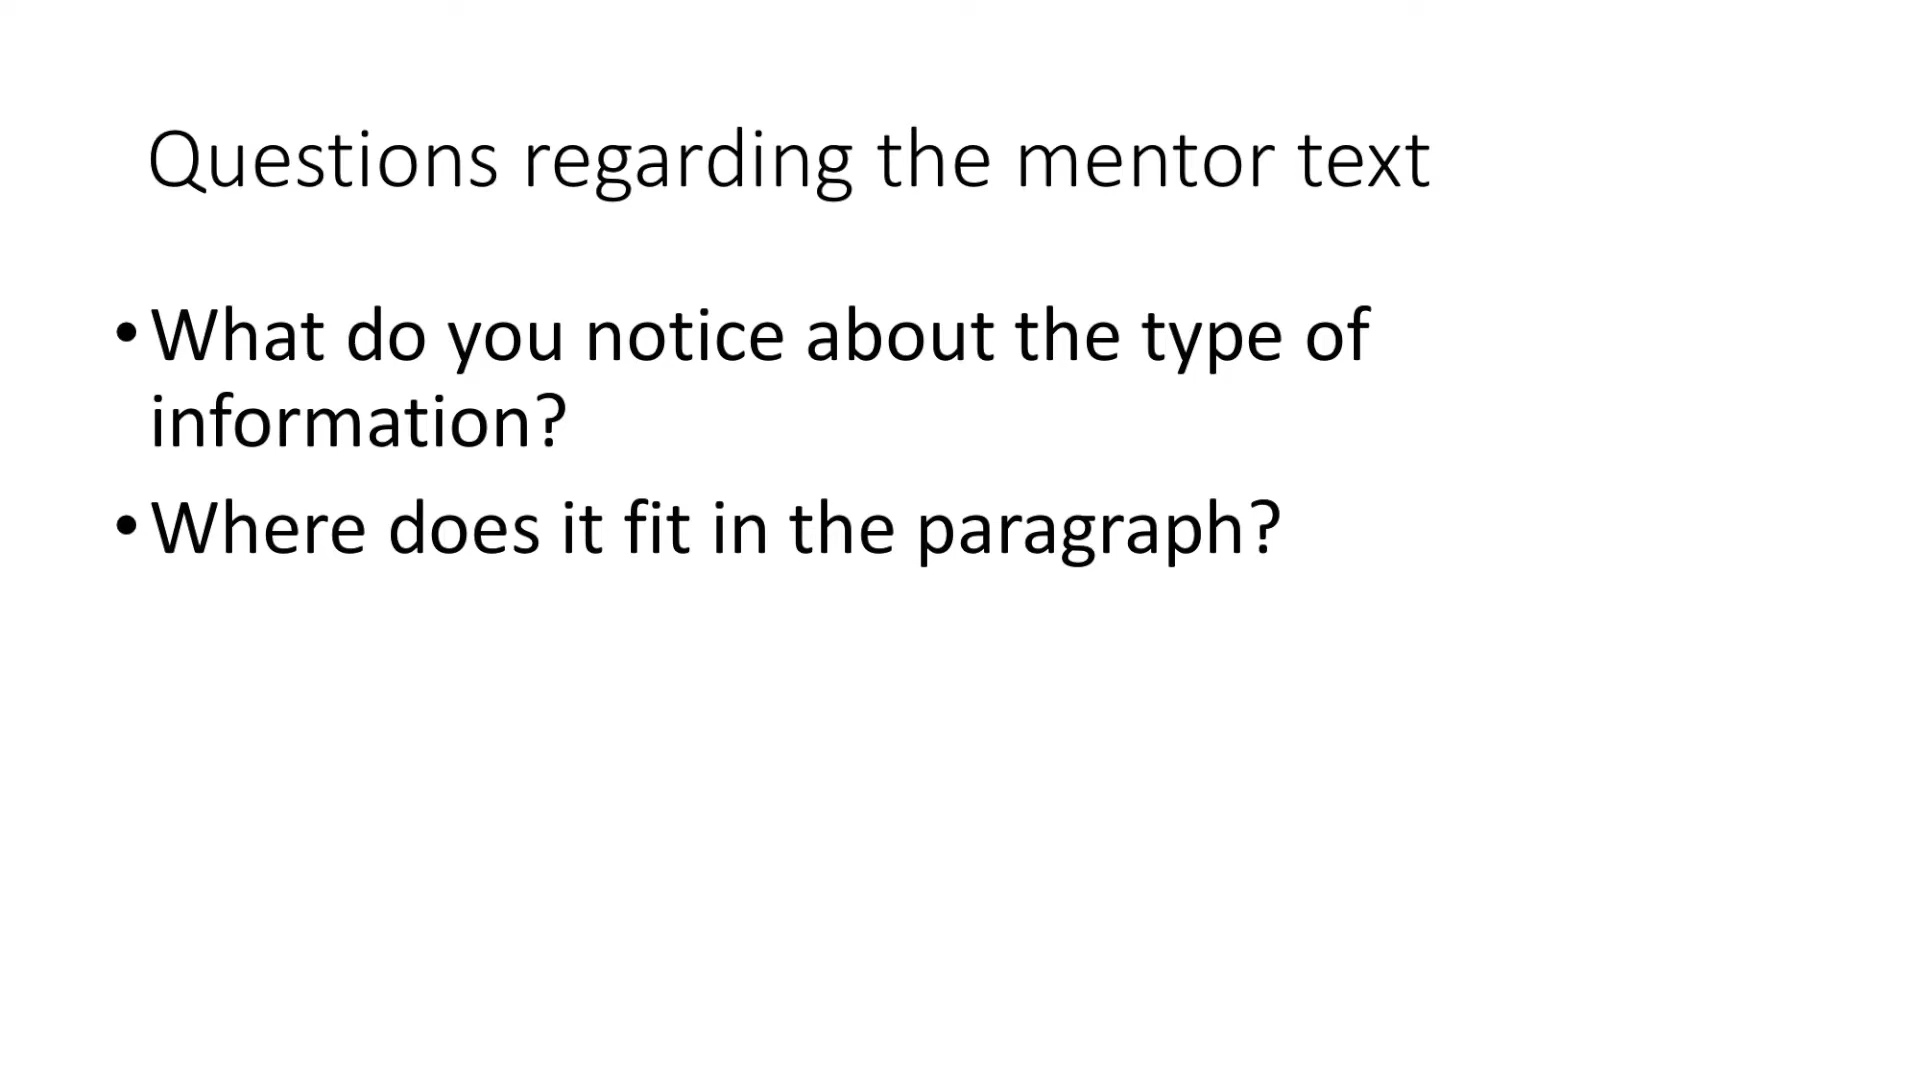 Questions regarding the mentor text
•What do you notice about the type of
information?
•Where does it fit in the paragraph?